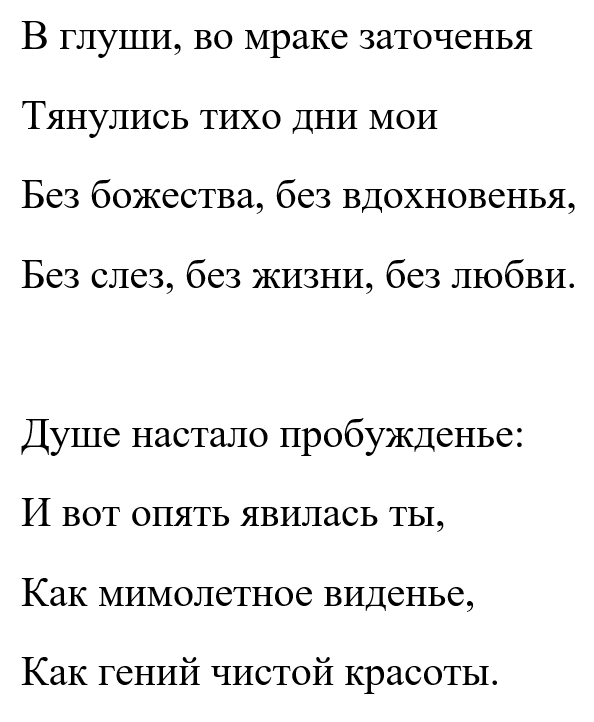 В глуши, во мраке заточенья
Тянулись тихо дни мои
Без божества, без вдохновенья,
Без слез, без жизни, без любви.

Душе настало пробужденье:
И вот опять явилась ты,
Как мимолетное виденье,
Как гений чистой красоты.